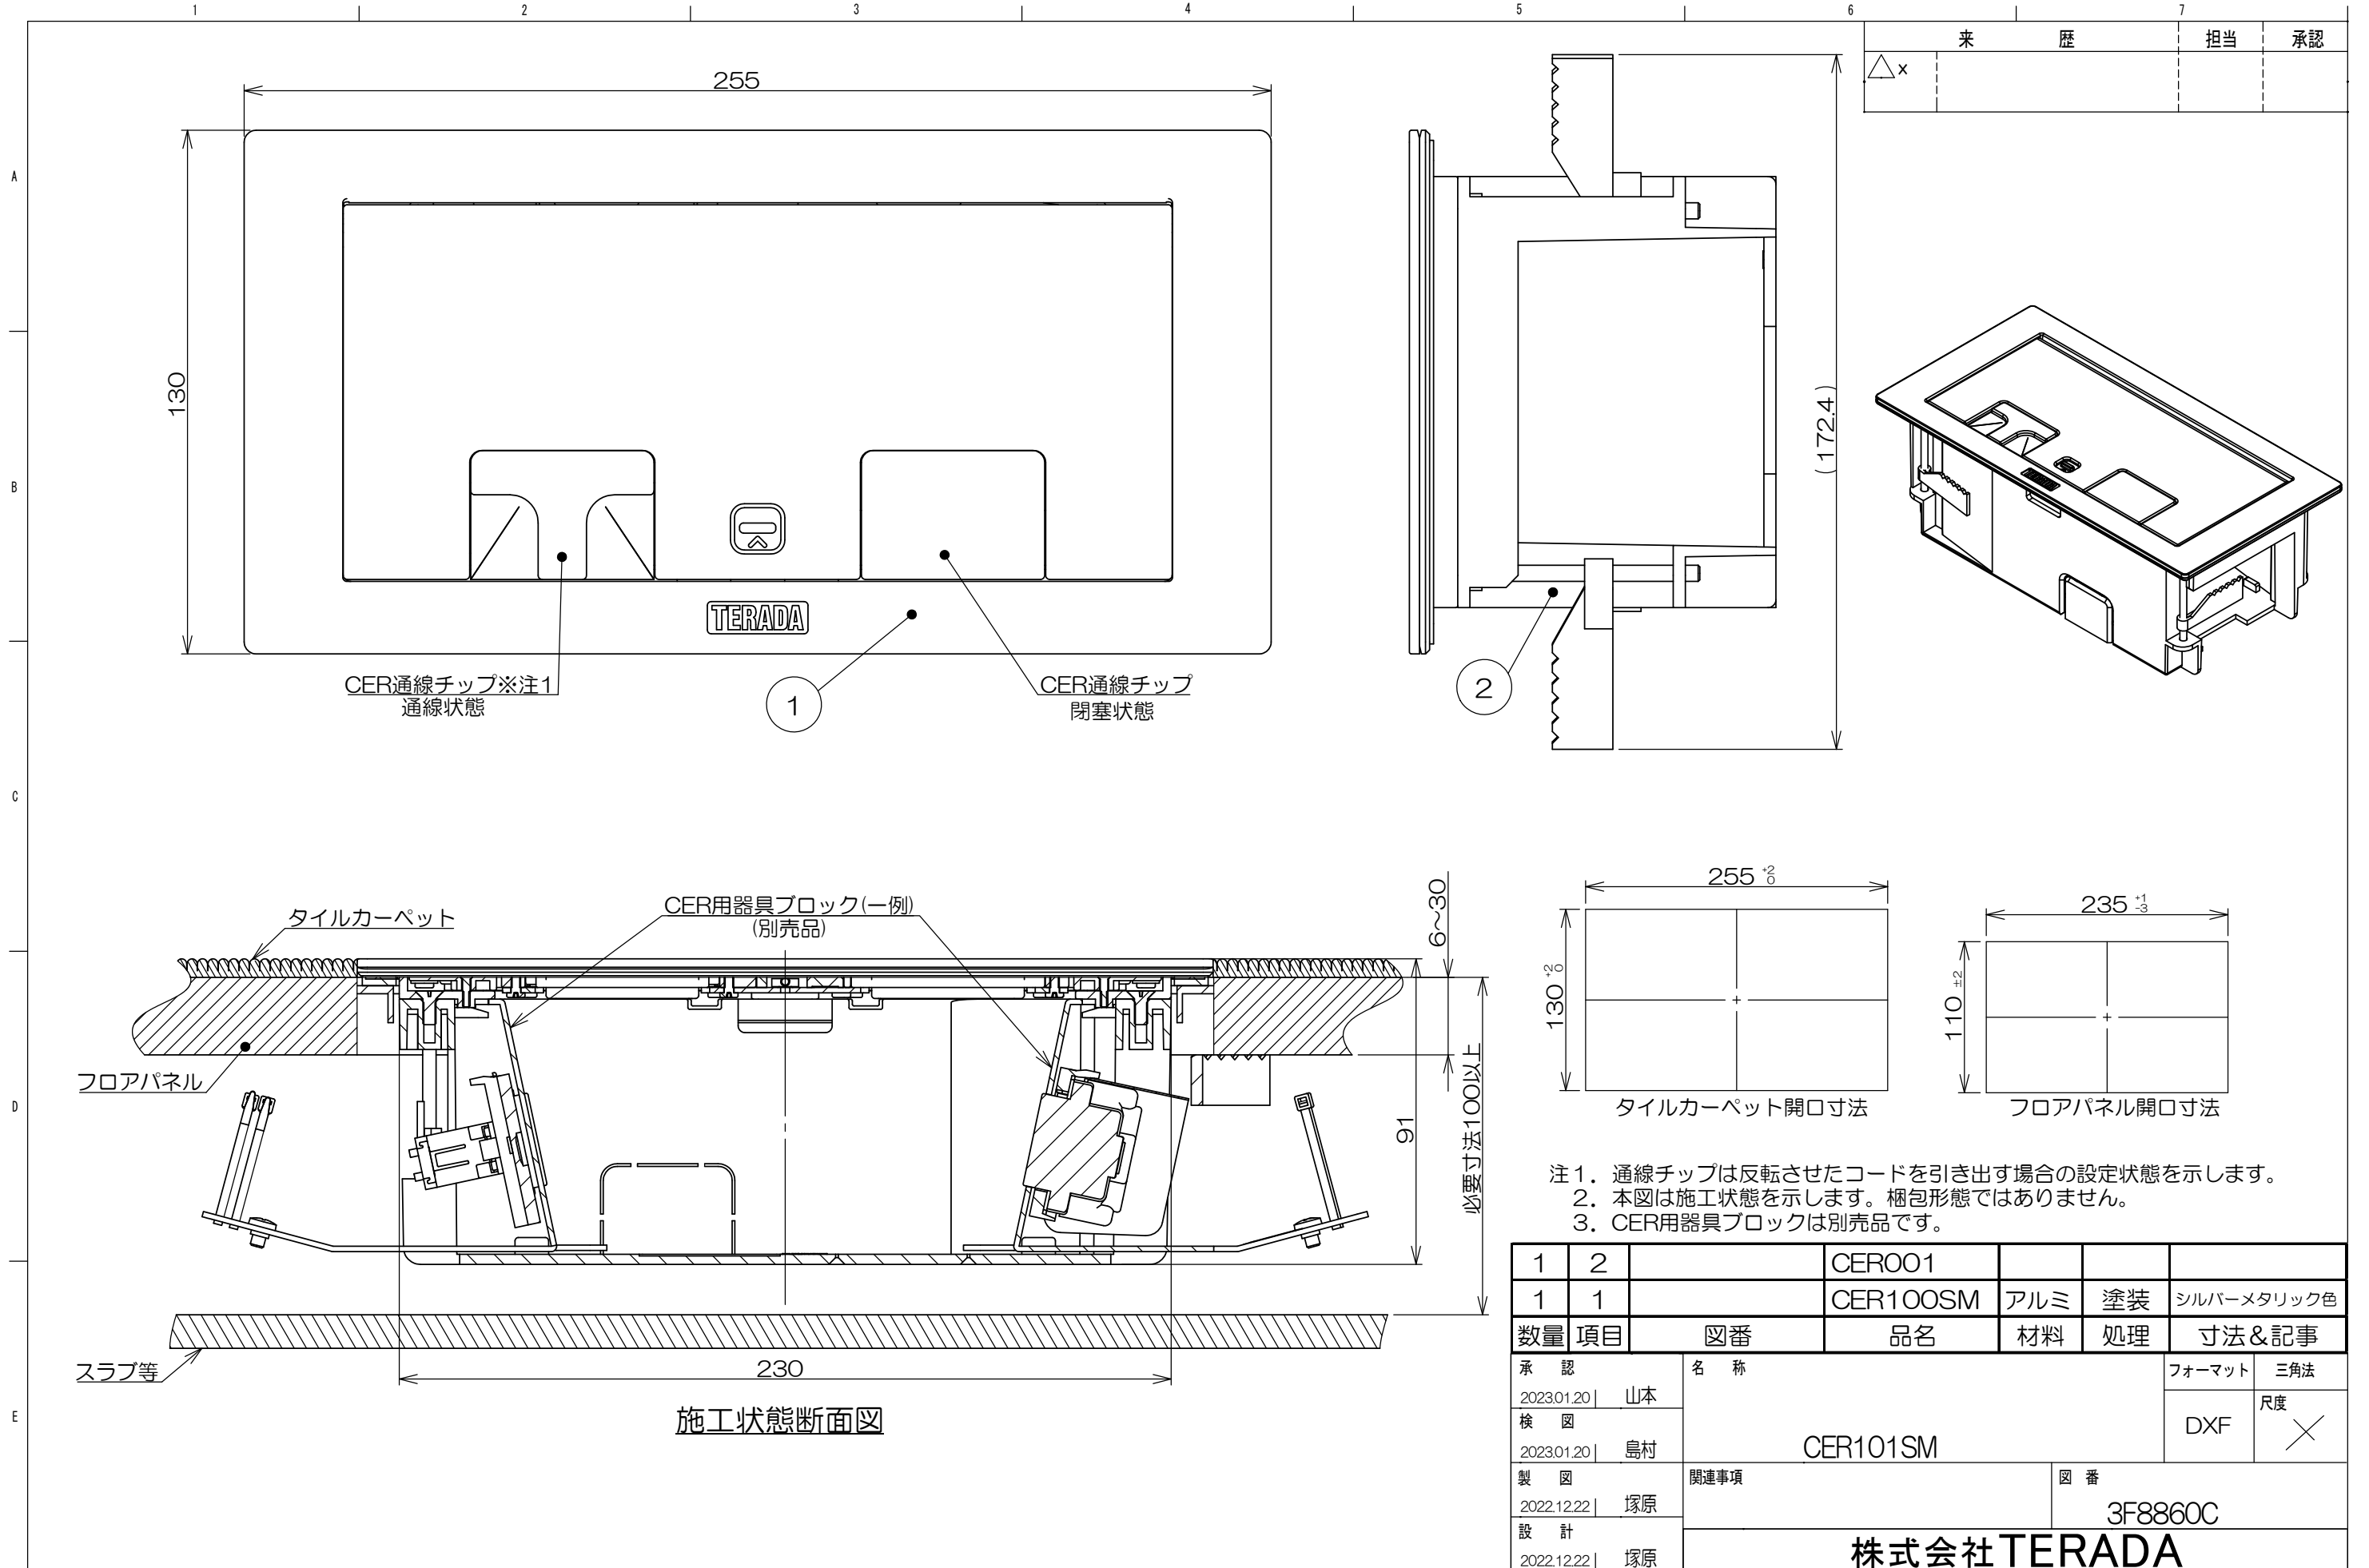 1 2 3 4 5 6 7
A
B
C
D
E
来歴 担当 承認
△x
255
130
TERADA
CER通線チップ※注1
通線状態
1
CER通線チップ
閉塞状態
2
(172.4)
タイルカーペット
CER用器具ブロック(一例)
(別売品)
フロアパネル
スラブ等
6~30
91
必要寸法100以上
230
施工状態断面図
255 +2 0
130 +2 0
タイルカーペット開口寸法
235 +1 -3
110 ±2
フロアパネル開口寸法
注1. 通線チップは反転させたコードを引き出す場合の設定状態を示します。
2. 本図は施工状態を示します。梱包形態ではありません。
3. CER用器具ブロックは別売品です。
1 2 CER001
1 1 CER100SM アルミ 塗装 シルバーメタリック色
数量 項目 図番 品名 材料 処理 寸法&記事
承認
2023.01.20 山本
検図
2023.01.20 島村
製図
2022.12.22 塚原
設計
2022.12.22 塚原
名称
CER101SM
フォーマット 三角法
DXF
尺度
関連事項
図番
3F8860C
株式会社TERADA